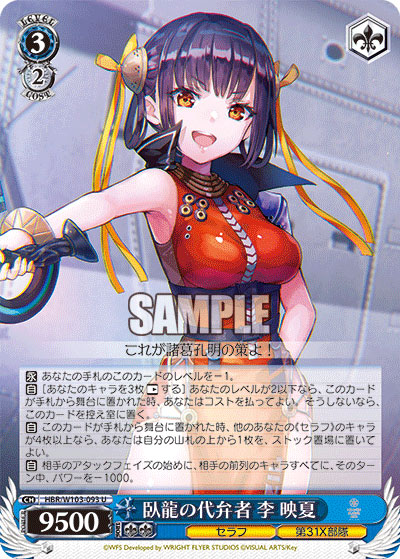 LEVEL
3
2
COST
SAMPLE
これが諸葛孔明の策よ！
永 あなたの手札のこのカードのレベルを－1。
自［あなたのキャラを3枚する］あなたのレベルが2以下なら、このカードが手札から舞台に置かれた時、あなたはコストを払ってよい。そうしないなら、このカードを控え室に置く。
自 このカードが手札から舞台に置かれた時、他のあなたの《セラフ》のキャラが4枚以上なら、あなたは自分の山札の上から1枚を、ストック置場に置いてよい。
自 相手のアタックフェイズの始めに、相手の前列のキャラすべてに、そのターン中、パワーを－1000。
CH HBR/W103-093 U
9500
臥龍の代弁者 李 映夏
セラフ
第31X部隊
©WFS Developed by WRIGHT FLYER STUDIOS ©VISUAL ARTS/Key